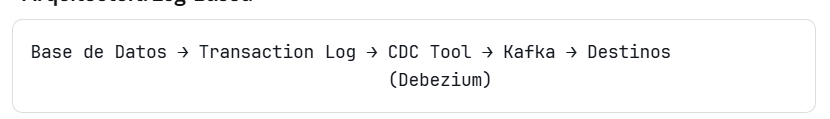 Arquitectura Log-Based
Base de Datos → Transaction Log → CDC Tool → Kafka → Destinos
(Debezium)